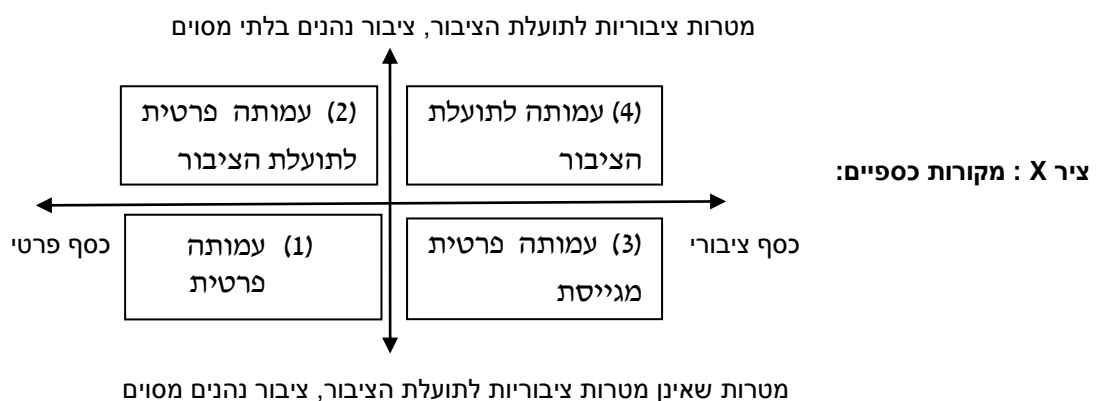 מטרות ציבוריות לתועלת הציבור, ציבור נהנים בלתי מסוים
(4) עמותה לתועלת
הציבור
(2) עמותה פרטית
לתועלת הציבור
ציר X : מקורות כספיים:
כסף ציבורי
(3) עמותה פרטית
מגייסת
(1) עמותה
פרטית
כסף פרטי
מטרות שאינן מטרות ציבוריות לתועלת הציבור, ציבור נהנים מסוים